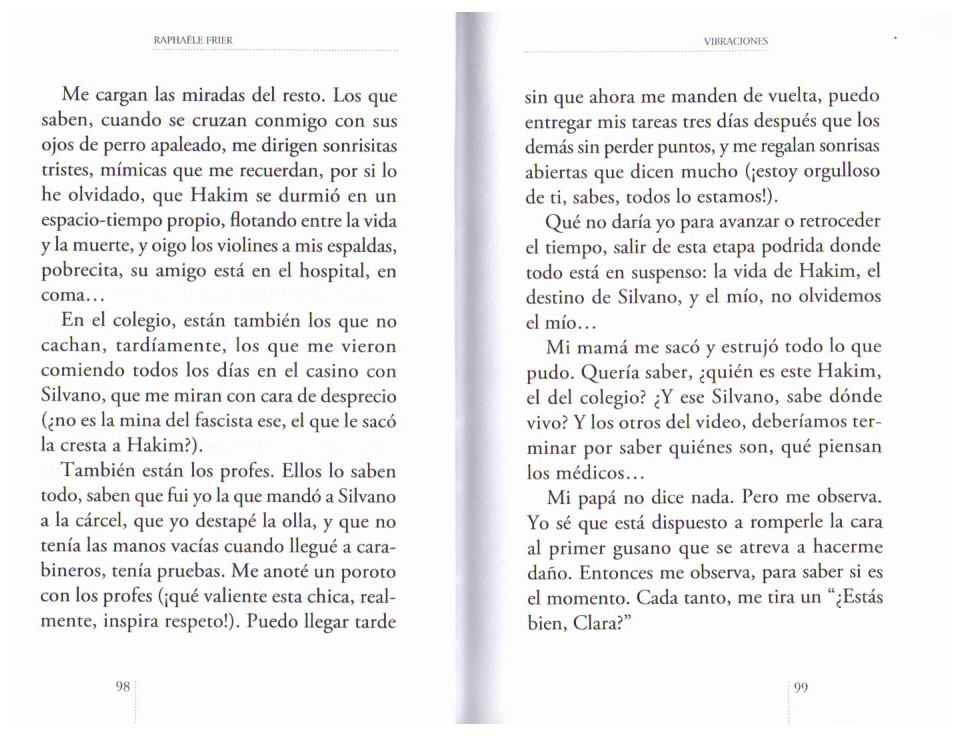 RAPHAËLE FRIER
Me cargan las miradas del resto. Los que
saben, cuando se cruzan conmigo con sus
ojos de perro apaleado, me dirigen sonrisitas
tristes, mímicas que me recuerdan, por si lo
he olvidado, que Hakim se durmió en un
espacio-tiempo propio, flotando entre la vida
y la muerte, y oigo los violines a mis espaldas,
pobrecita, su amigo está en el hospital, en
coma...
En el colegio, están también los que no
cachan, tardíamente, los que me vieron
comiendo todos los días en el casino con
Silvano, que me miran con cara de desprecio
(¿no es la mina del fascista ese, el que le sacó
la cresta a Hakim?).
También están los profes. Ellos lo saben
todo, saben que fui yo la que mandó a Silvano
a la cárcel, que yo destapé la olla, y que no
tenía las manos vacías cuando llegué a cara-
bineros, tenía pruebas. Me anoté un poroto
con los profes (¡qué valiente esta chica, real-
mente, inspira respeto!). Puedo llegar tarde
98
VIBRACIONES
sin que ahora me manden de vuelta, puedo
entregar mis tareas tres días después que los
demás sin perder puntos, y me regalan sonrisas
abiertas que dicen mucho (¡estoy orgulloso
de ti, sabes, todos lo estamos!).
Qué no daría yo para avanzar o retroceder
el tiempo, salir de esta etapa podrida donde
todo está en suspenso: la vida de Hakim, el
destino de Silvano, y el mío, no olvidemos
el mío...
Mi mamá me sacó y estrujó todo lo que
pudo. Quería saber, ¿quién es este Hakim,
el del colegio? ¿Y ese Silvano, sabe dónde
vivo? Y los otros del video, deberíamos ter-
minar por saber quiénes son, qué piensan
los médicos...
Mi papá no dice nada. Pero me observa.
Yo sé que está dispuesto a romperle la cara
al primer gusano que se atreva a hacerme
daño. Entonces me observa, para saber si es
el momento. Cada tanto, me tira un “¿Estás
bien, Clara?”
99